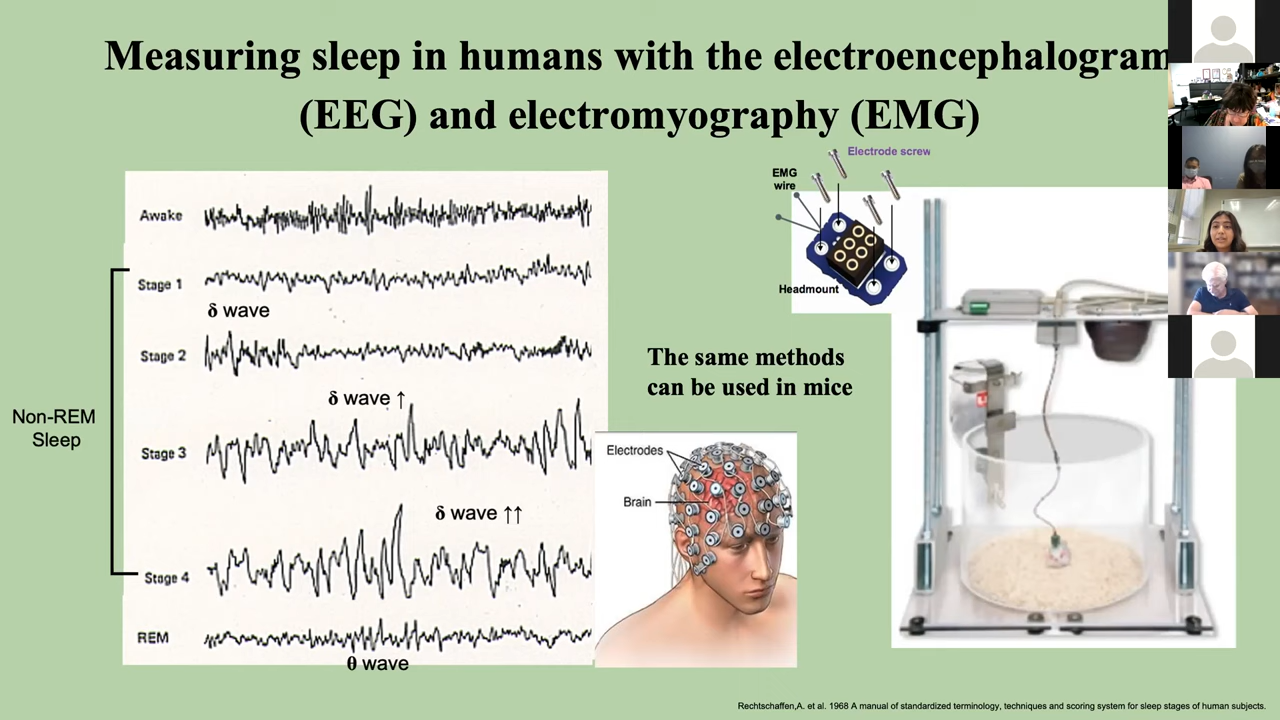 Measuring sleep in humans with the electroencephalogram
(EEG) and electromyography (EMG)
Electrode screw
EMG
wire
Headmount
Awake
Stage 1
δ wave
Stage 2
δ wave ↑
Non-REM
Sleep
Stage 3
δ wave ↑↑
Stage 4
REM
θ wave
The same methods
can be used in mice
Electrodes
Brain
Rechtschaffen,A. et al. 1968 A manual of standardized terminology, techniques and scoring system for sleep stages of human subjects.